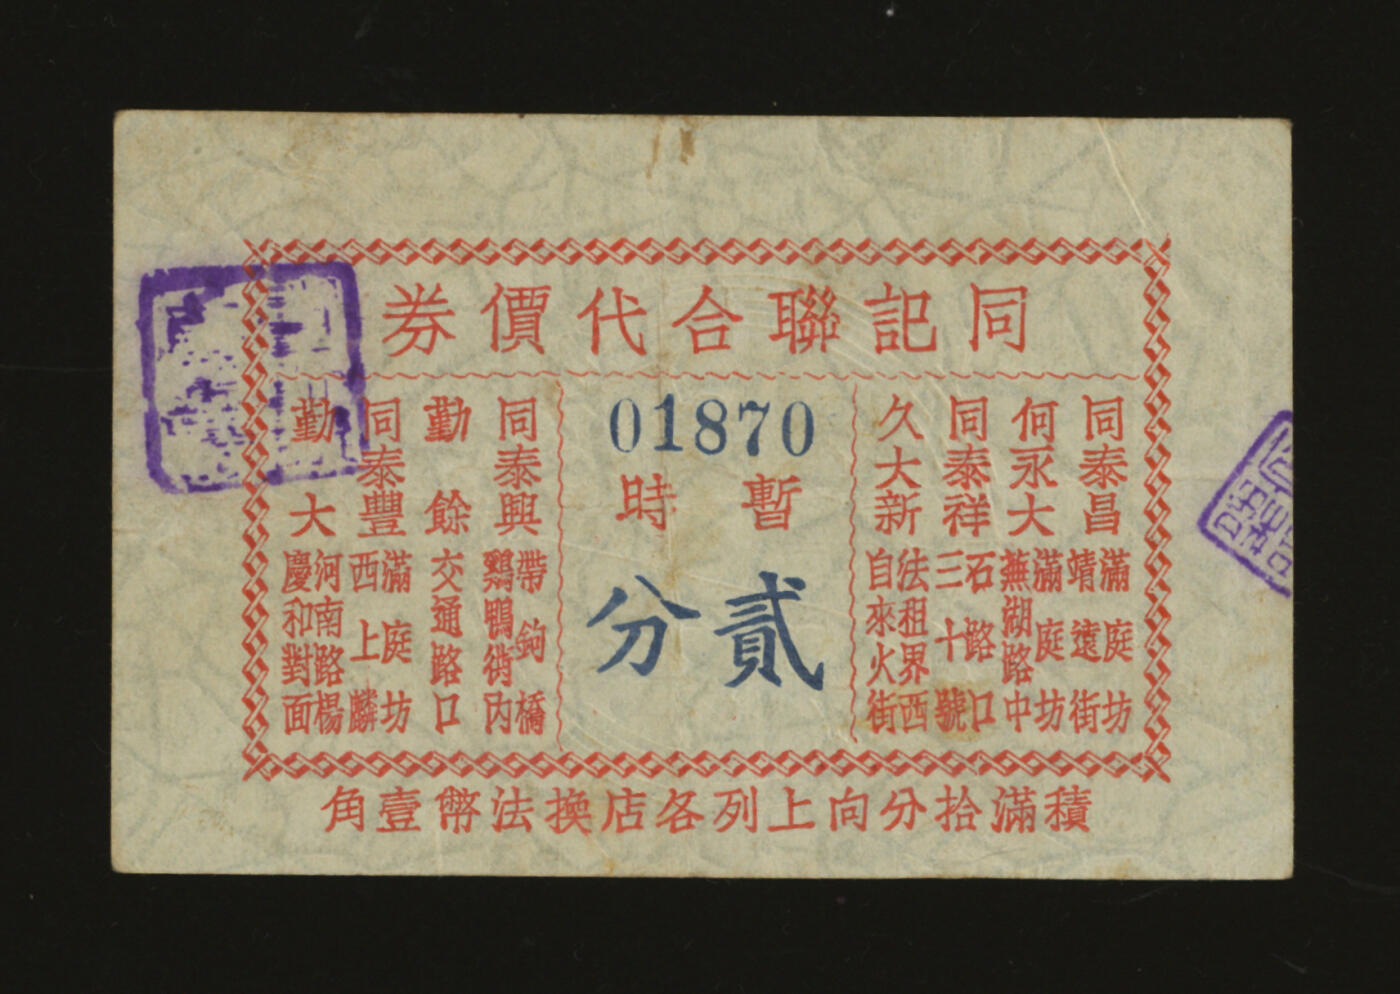 同記聯合代價券
同泰昌
滿庭坊
靖遠街
何永大
滿庭坊
蕪湖路中
同泰祥
石路口
三十號
久大新
法租界西
自來火街
01870
暫時
貳分
同泰興
帶鉤橋
鷄鴨衖內
勤餘
交通路口
同泰豐
滿庭坊
西上麟
勤大
河南路楊
慶和對面
積滿拾分向上列各店換法幣壹角